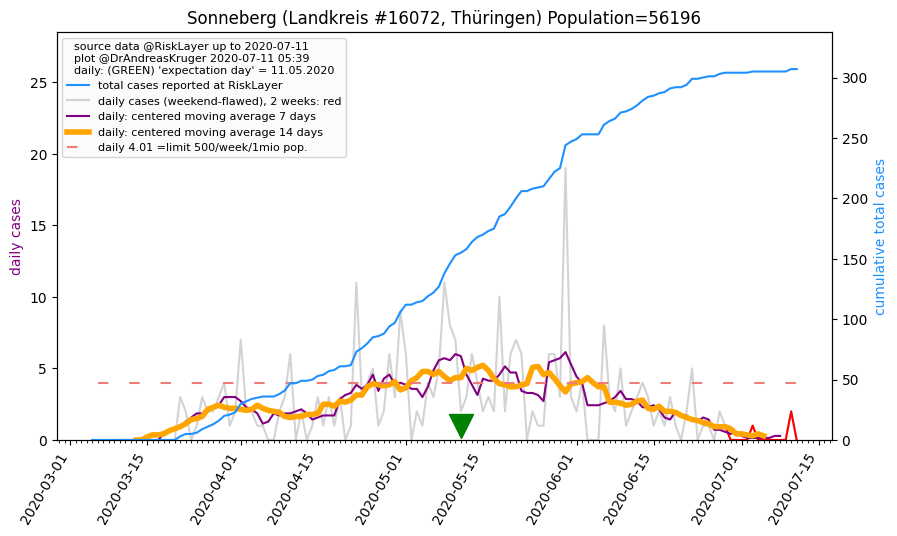 Sonneberg (Landkreis #16072, Thüringen) Population=56196
source data @RiskLayer up to 2020-07-11
plot @DrAndreasKruger 2020-07-11 05:39
daily: (GREEN) 'expectation day' = 11.05.2020
total cases reported at RiskLayer
daily cases (weekend-flawed), 2 weeks: red
daily: centered moving average 7 days
daily: centered moving average 14 days
daily 4.01 =limit 500/week/1mio pop.
daily cases
25
20
15
10
5
0
cumulative total cases
300
250
200
150
100
50
0
2020-03-01
2020-03-15
2020-04-01
2020-04-15
2020-05-01
2020-05-15
2020-06-01
2020-06-15
2020-07-01
2020-07-15